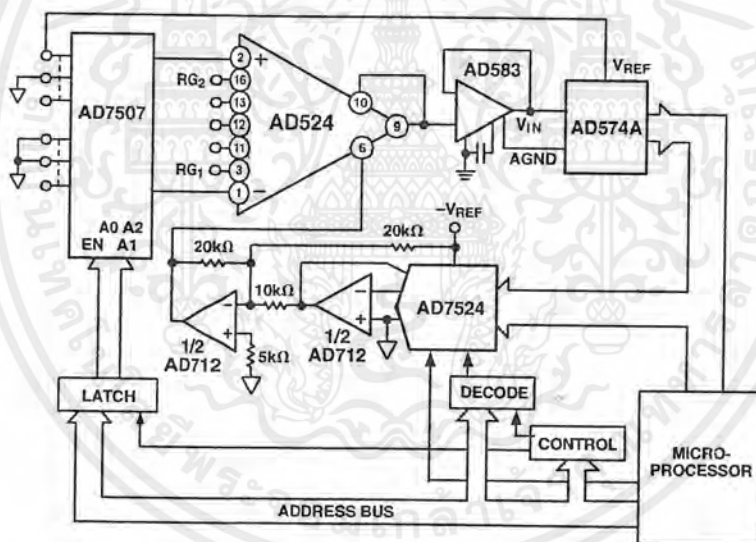 AD7507
A0 A2
EN A1
2
+
RG2
16
13
12
11
RG1
3
1
−
AD524
10
9
6
AD583
VIN
AGND
VREF
AD574A
−VREF
20kΩ
20kΩ
10kΩ
−
+
1/2
AD712
5kΩ
−
+
1/2
AD712
AD7524
LATCH
DECODE
CONTROL
MICRO-
PROCESSOR
ADDRESS BUS